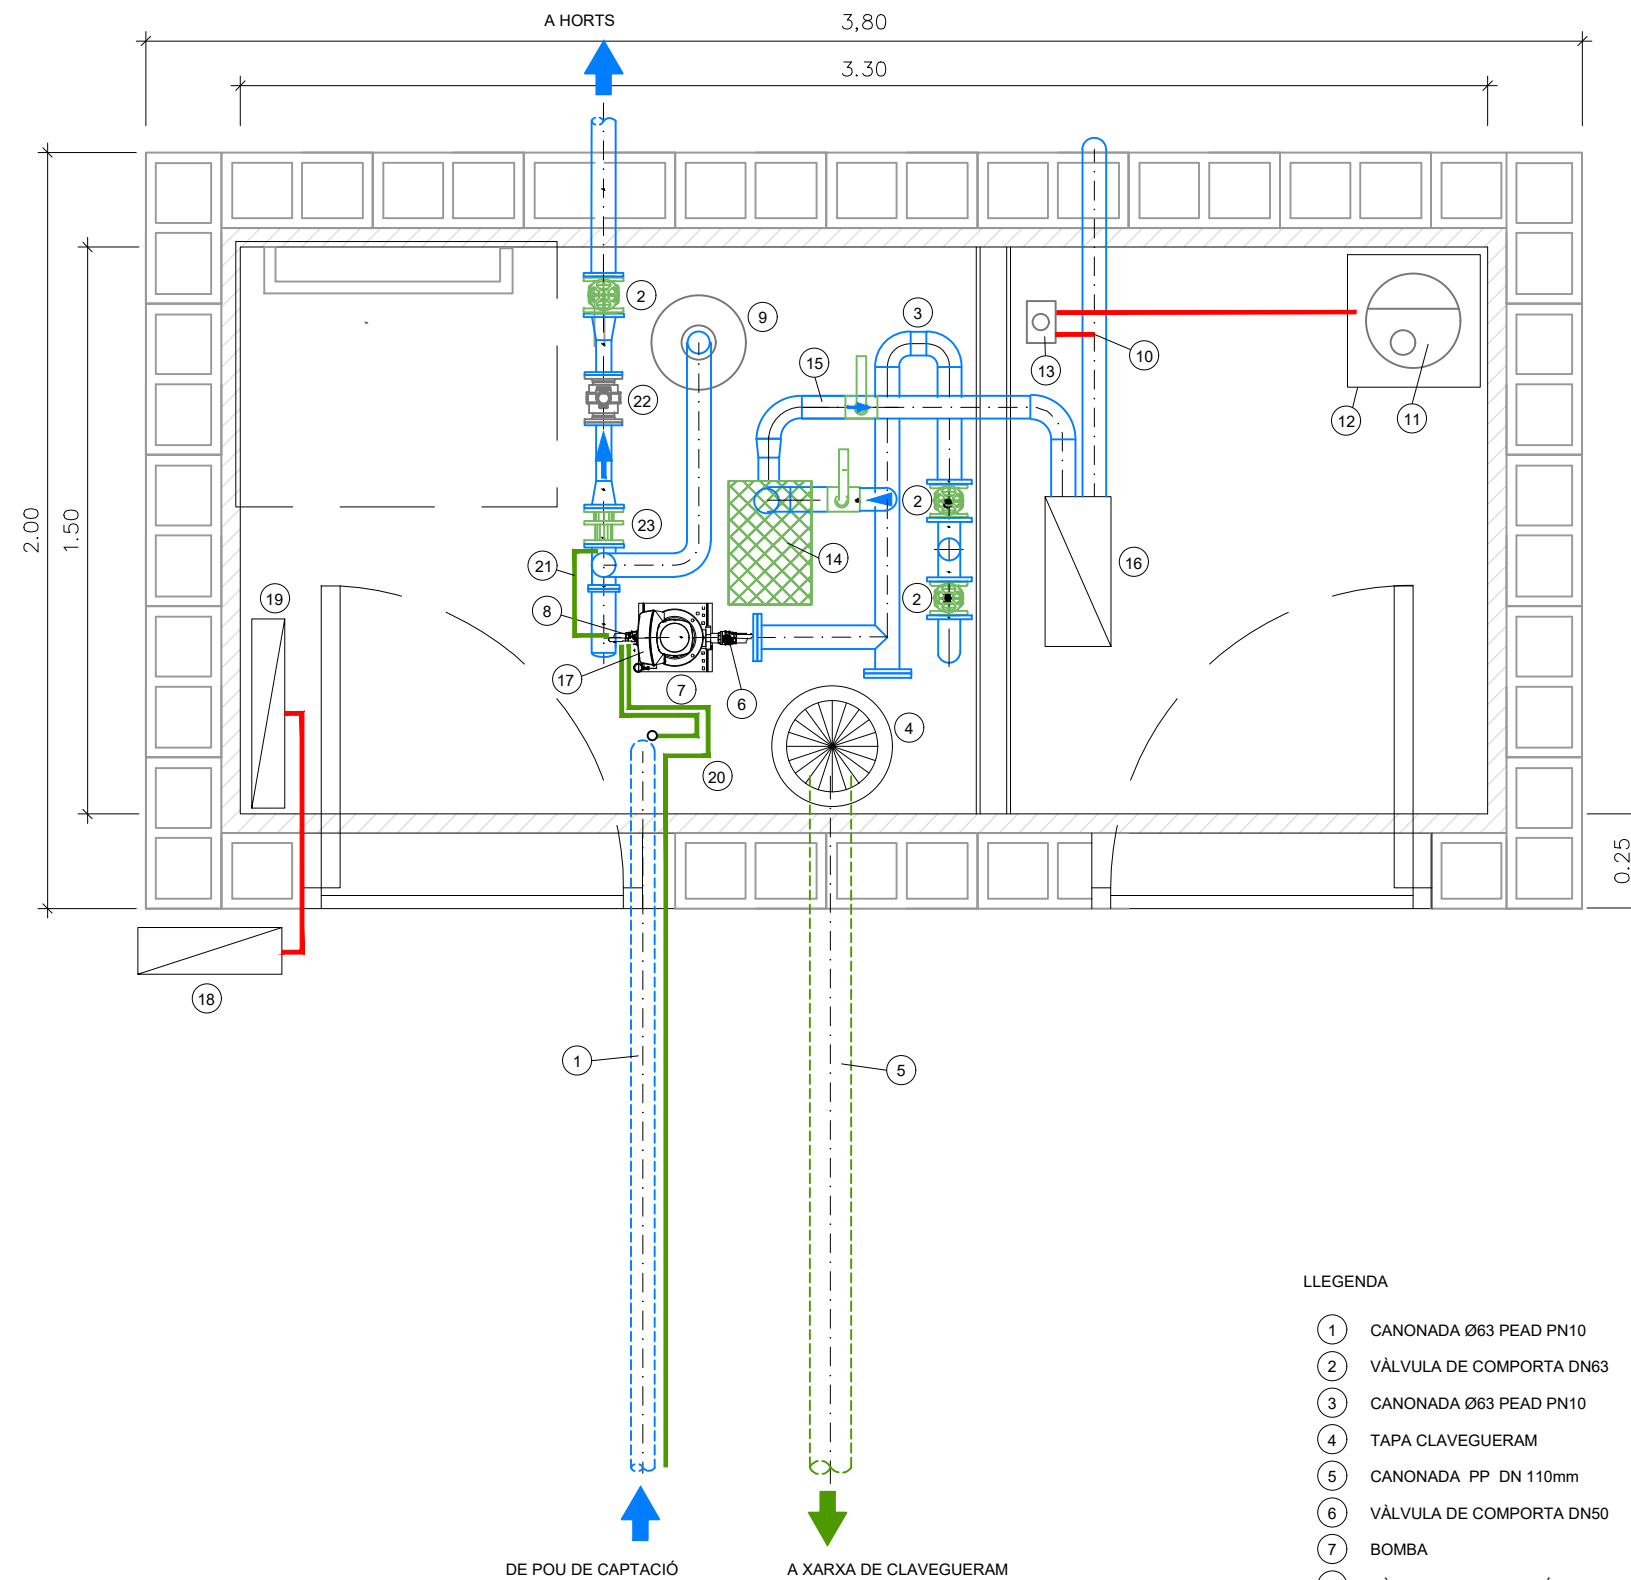 A HORTS
3,80
3.30
2
9
3
15
13
10
22
12
11
2.00
1.50
2
23
14
16
21
2
19
8
17
7
6
4
20
0.25
18
1
5
LLEGENDA
1 CANONADA Ø63 PEAD PN10
2 VÀLVULA DE COMPORTA DN63
3 CANONADA Ø63 PEAD PN10
4 TAPA CLAVEGUERAM
5 CANONADA PP DN 110mm
6 VÀLVULA DE COMPORTA DN50
7 BOMBA
DE POU DE CAPTACIÓ
A XARXA DE CLAVEGUERAM